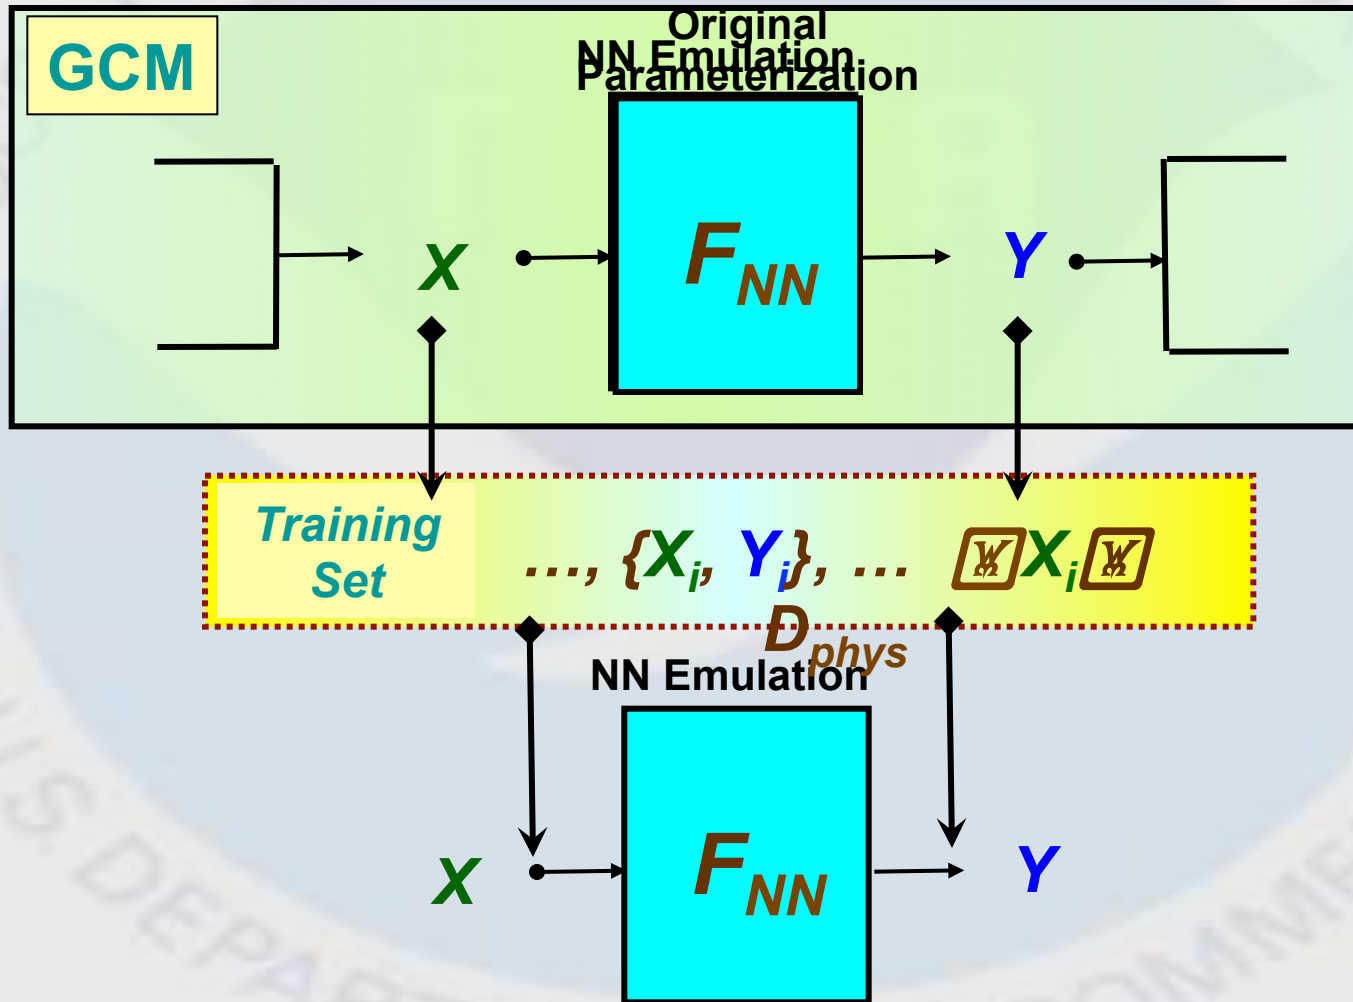 GCM
Original
NN Emulation
Parameterization
X
F_NN
Y
Training
Set
…, {X_i, Y_i}, … X_i
D_phys
NN Emulation
X
F_NN
Y